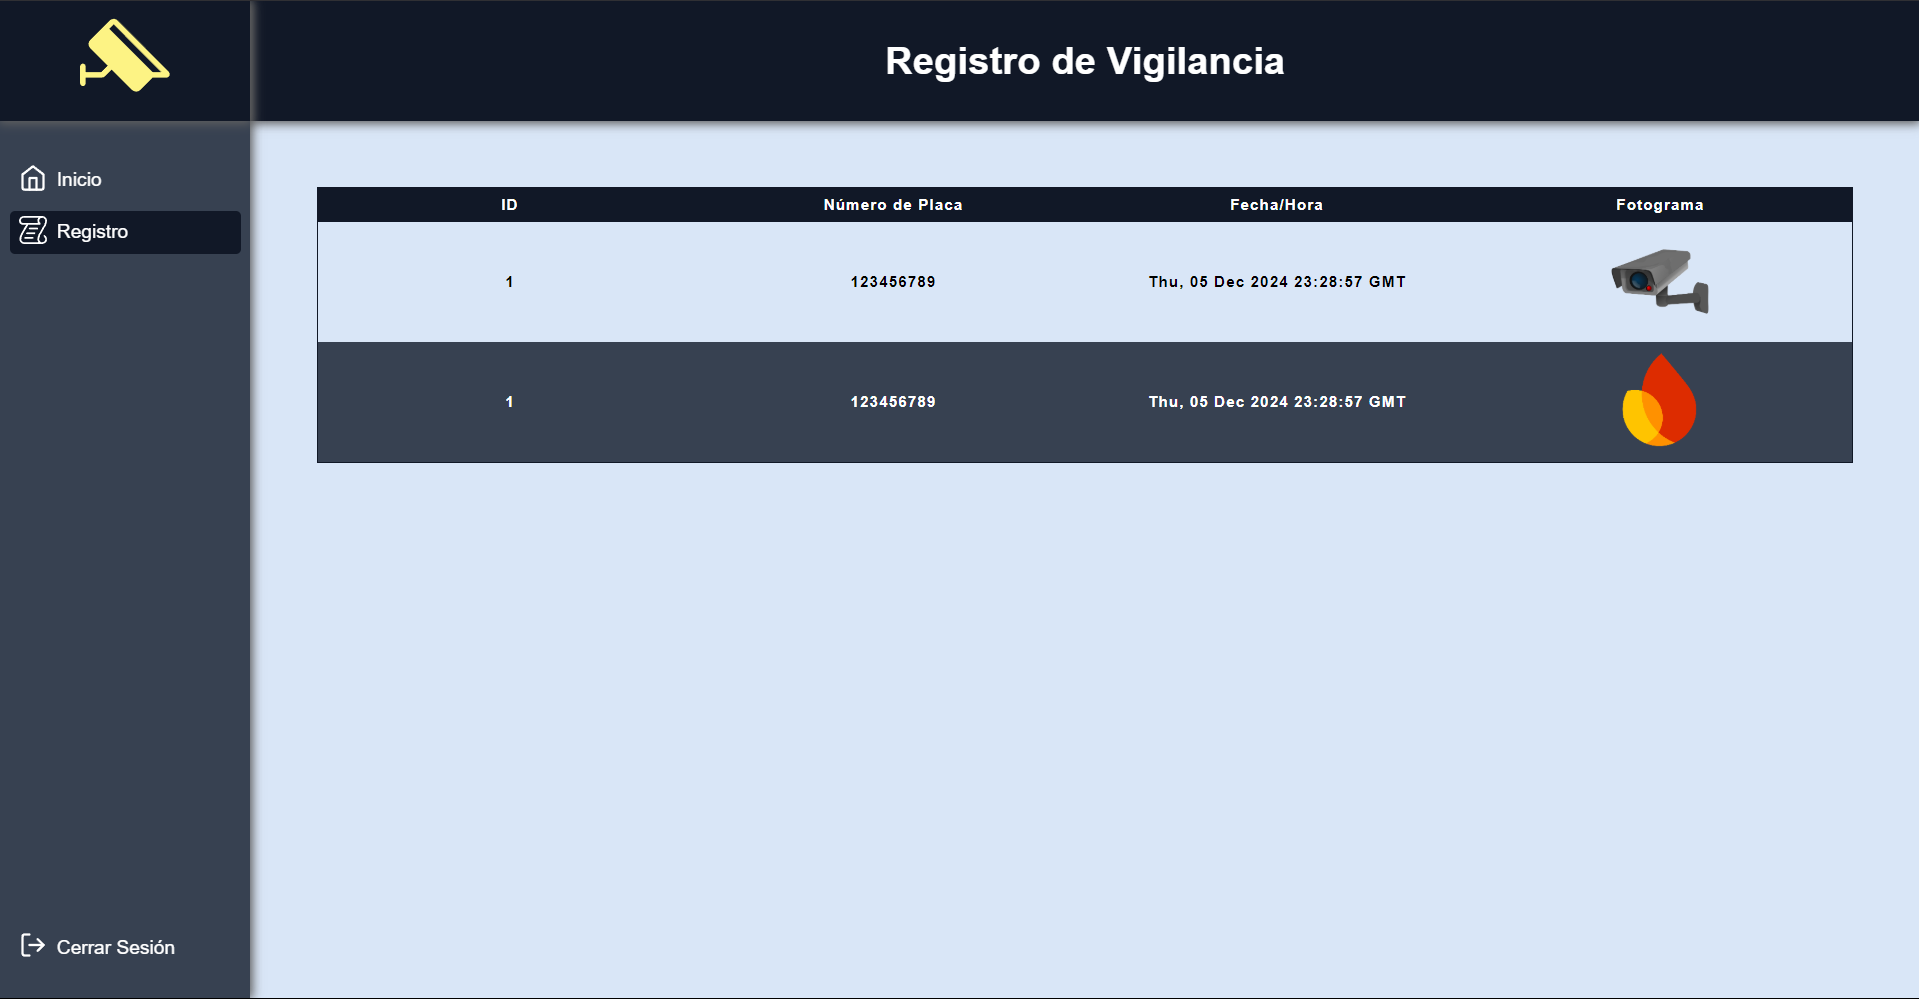 Registro de Vigilancia
Inicio
Registro
ID Número de Placa Fecha/Hora Fotograma
1 123456789 Thu, 05 Dec 2024 23:28:57 GMT
1 123456789 Thu, 05 Dec 2024 23:28:57 GMT
Cerrar Sesión